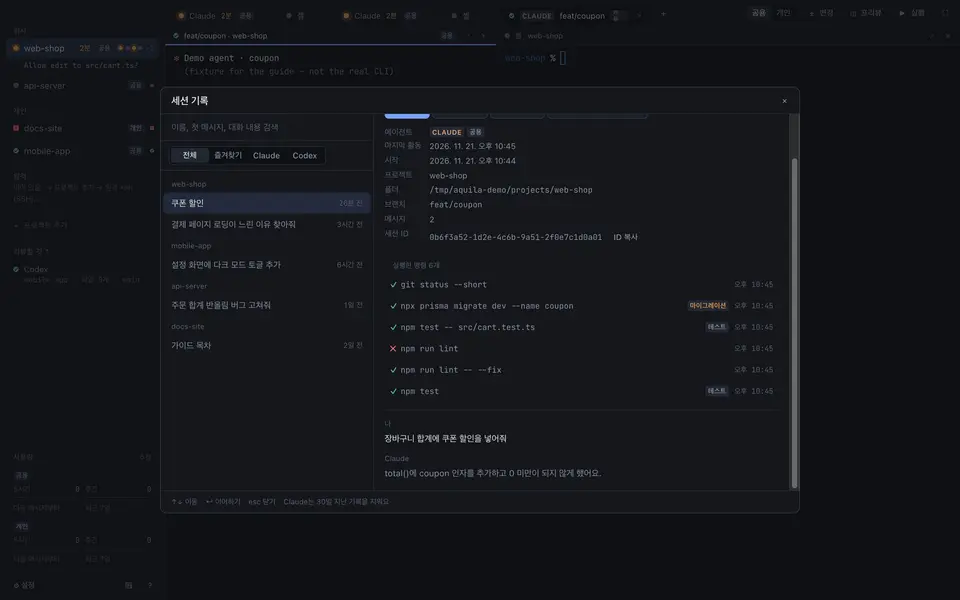 Claude 2분 공용
셸
Claude 2분 공용
셸
CLAUDE feat/coupon
공용 개인 변경 프리뷰 실행
web-shop 2분 공용
Allow edit to src/cart.ts?
api-server 공용
docs-site 개인
mobile-app 공용
Codex
feat/coupon · web-shop 공용
셸 web-shop
Demo agent · coupon
(fixture for the guide — not the real CLI)
web-shop %
세션 기록 ×
이름, 첫 메시지, 대화 내용 검색
전체 즐겨찾기 Claude Codex
web-shop
쿠폰 할인 26분 전
결제 페이지 로딩이 느린 이유 찾아줘 3시간 전
mobile-app
설정 화면에 다크 모드 토글 추가 6시간 전
api-server
주문 합계 반올림 버그 고쳐줘 1일 전
docs-site
가이드 목차 2일 전
에이전트 CLAUDE 공용
마지막 활동 2026. 11. 21. 오후 10:45
시작 2026. 11. 21. 오후 10:44
프로젝트 web-shop
폴더 /tmp/aquila-demo/projects/web-shop
브랜치 feat/coupon
메시지 2
세션 ID 0b6f3a52-1d2e-4c6b-9a51-2f0e7c1d0a01 ID 복사
실행한 명령 6개
✓ git status --short 오후 10:45
✓ npx prisma migrate dev --name coupon 마이그레이션 오후 10:45
✓ npm test -- src/cart.test.ts 테스트 오후 10:45
✕ npm run lint 오후 10:45
✓ npm run lint -- --fix 오후 10:45
✓ npm test 테스트 오후 10:45
나
장바구니 합계에 쿠폰 할인을 넣어줘
Claude
total()에 coupon 인자를 추가하고 0 미만이 되지 않게 했어요.
↑↓ 이동 ↵ 이어하기 esc 닫기 Claude는 30일 지난 기록을 지워요
공용
개인
설정 ?